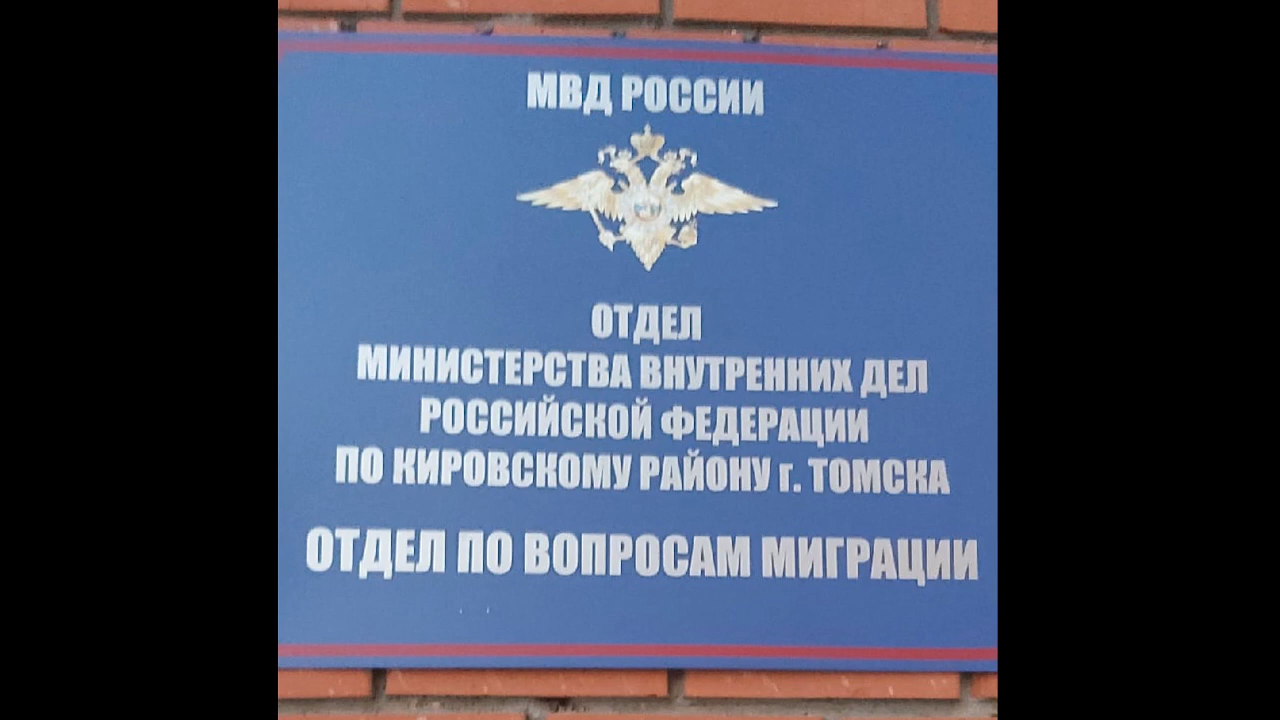 МВД РОССИИ
ОТДЕЛ
МИНИСТЕРСТВА ВНУТРЕННИХ ДЕЛ
РОССИЙСКОЙ ФЕДЕРАЦИИ
ПО КИРОВСКОМУ РАЙОНУ г. ТОМСКА
ОТДЕЛ ПО ВОПРОСАМ МИГРАЦИИ